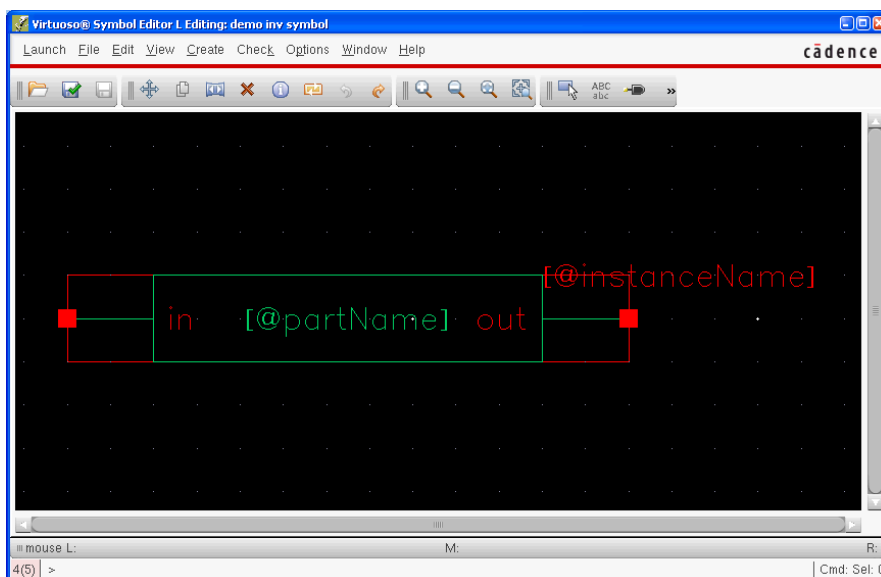 Virtuoso® Symbol Editor L Editing: demo inv symbol
Launch File Edit View Create Check Options Window Help
cādence
ABC
abc
»
[@instanceName]
in [@partName] out
mouse L: M: R:
4(5) > Cmd: Sel: 0